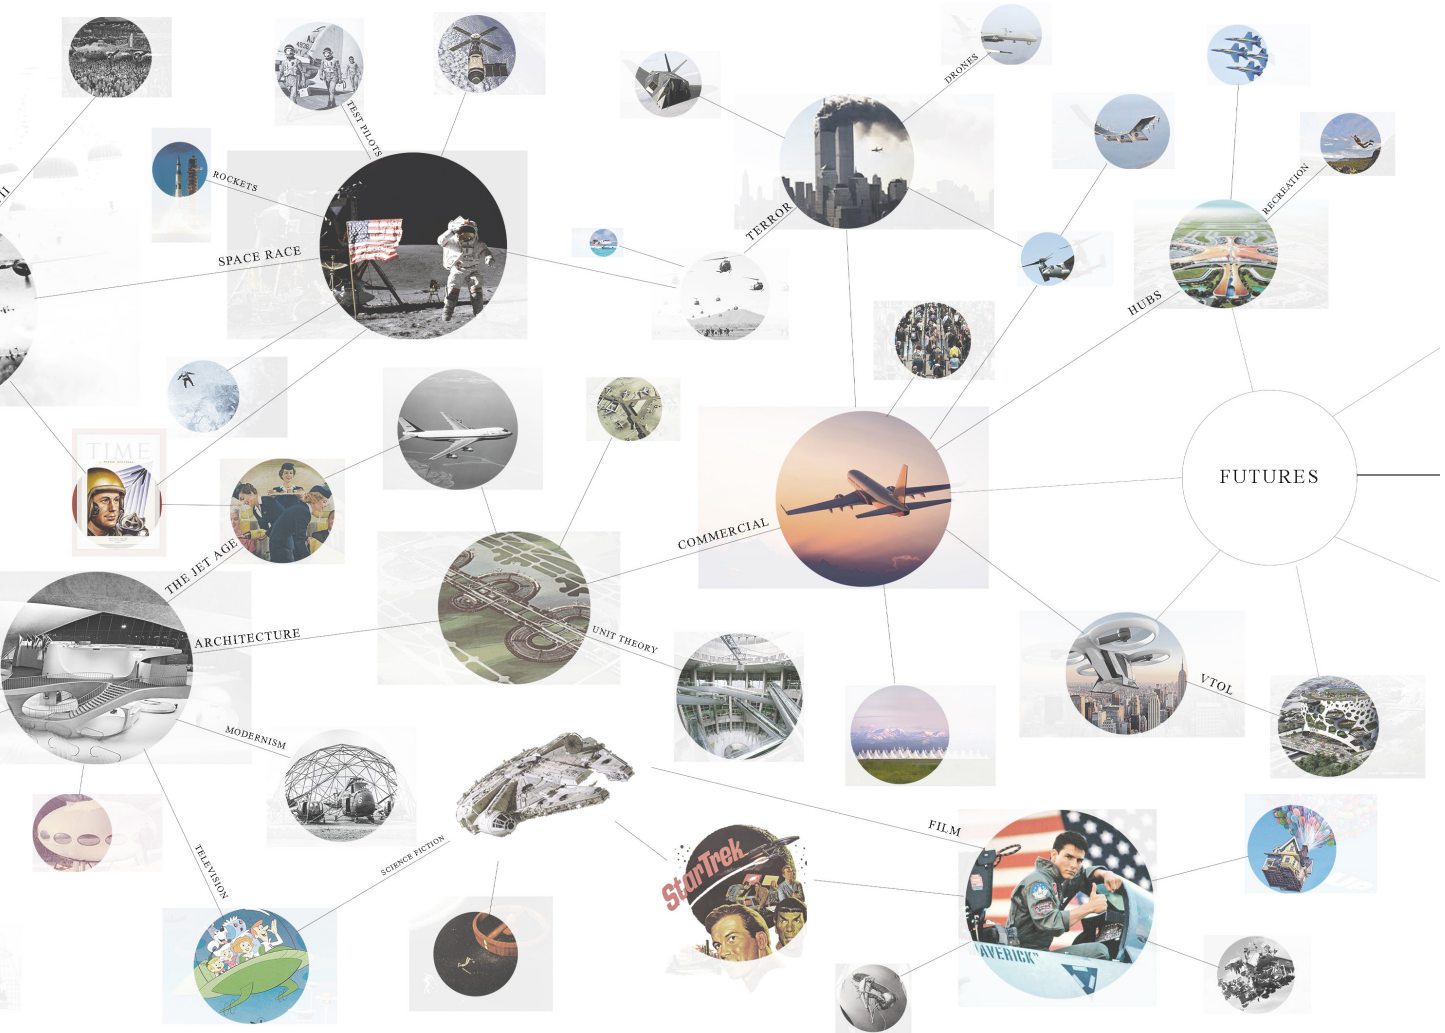 TEST PILOTS
DRONES
ROCKETS
RECREATION
TERROR
SPACE RACE
HUBS
TIME
FUTURES
COMMERCIAL
THE JET AGE
ARCHITECTURE
UNIT THEORY
VTOL
MODERNISM
FILM
SCIENCE FICTION
TELEVISION
Star Trek
MAVERICK"